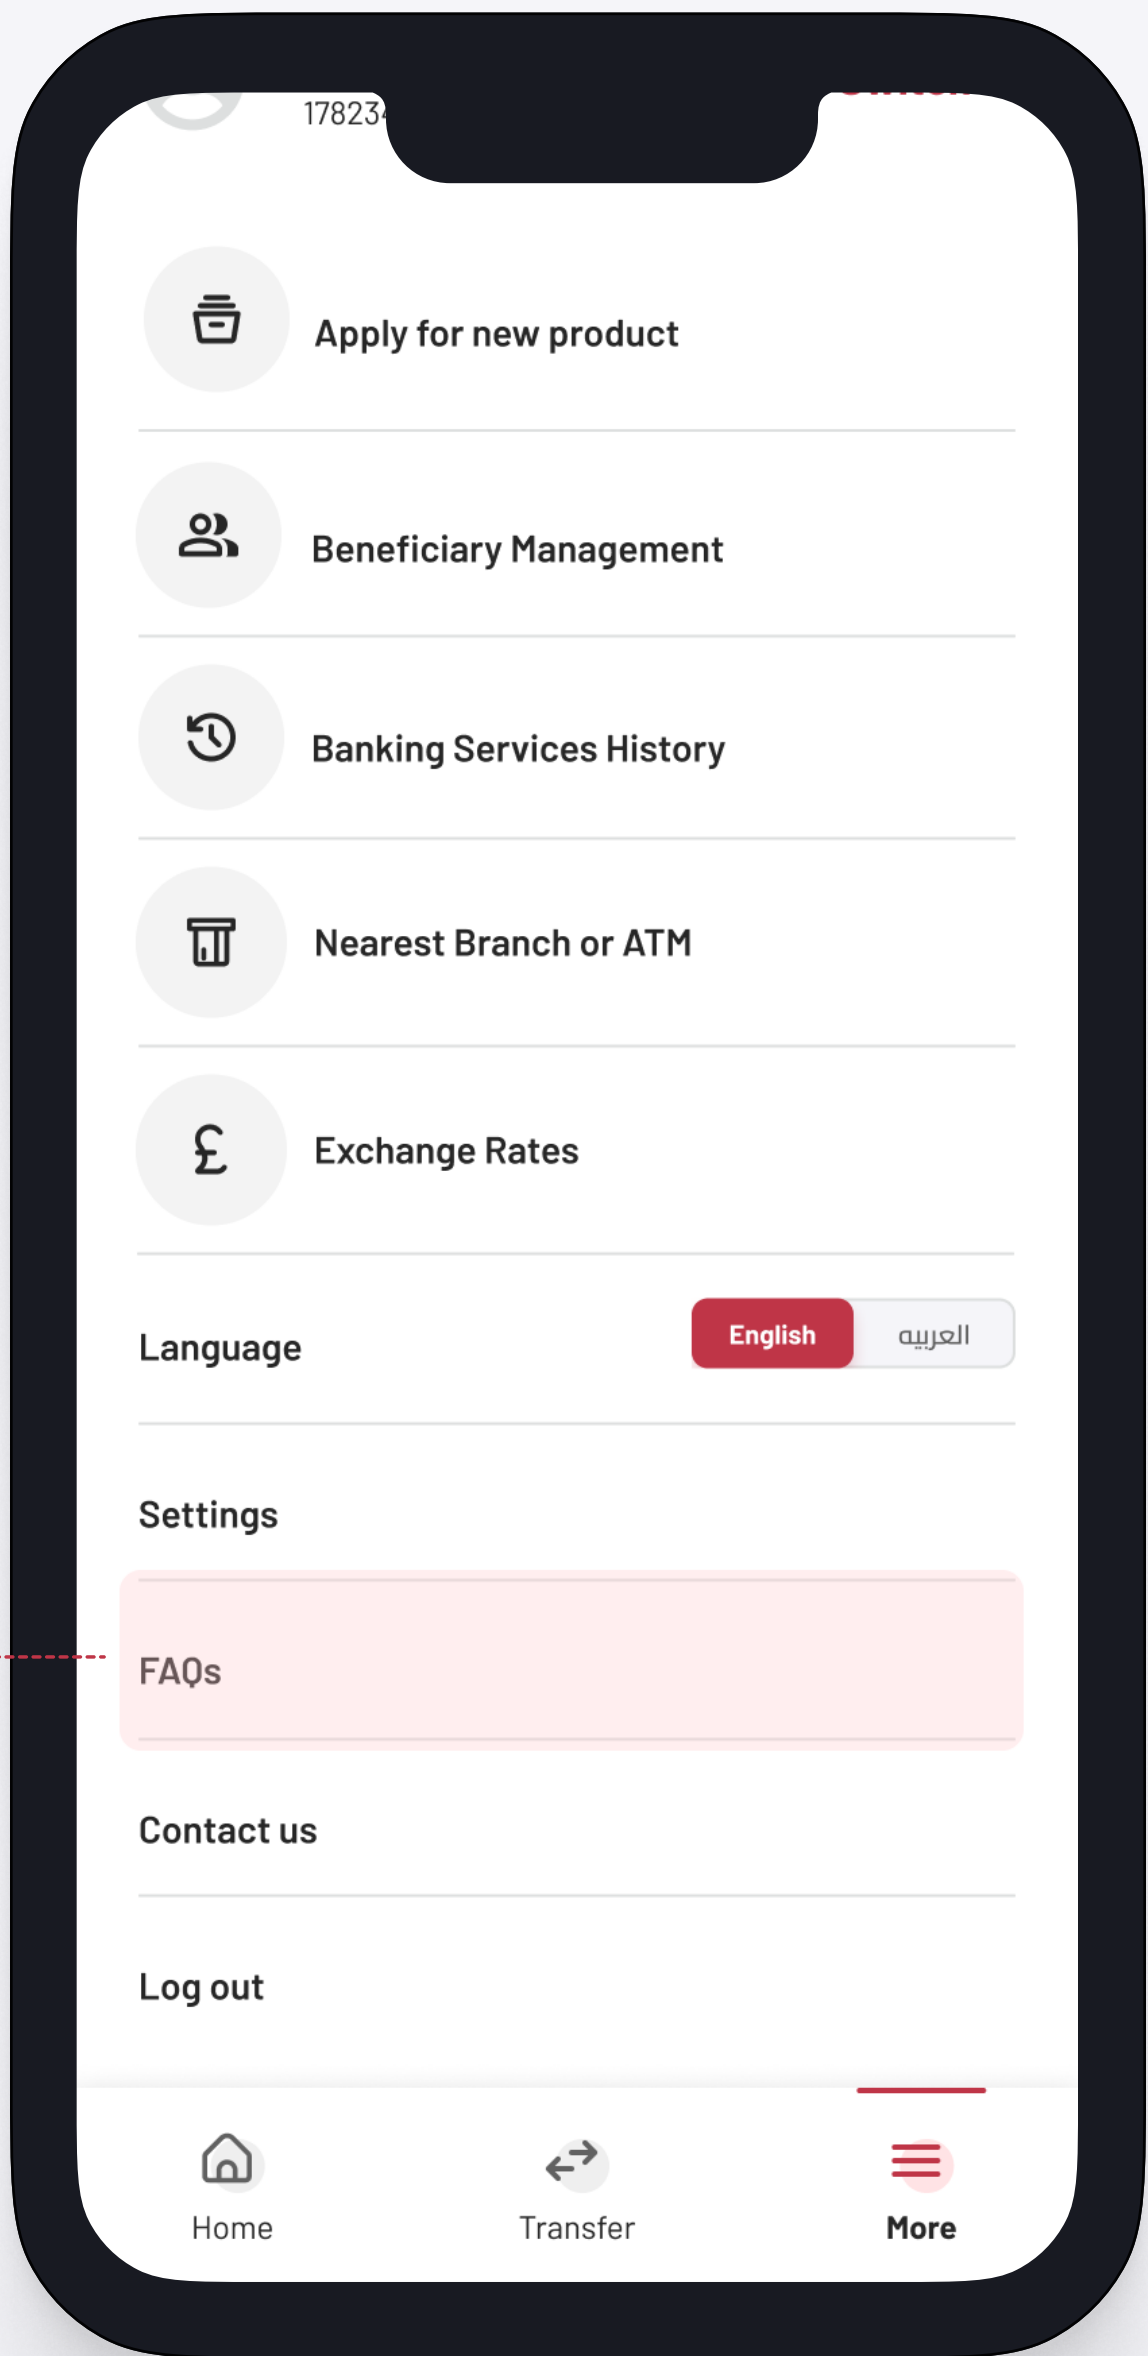 Apply for new product
Beneficiary Management
Banking Services History
Nearest Branch or ATM
£
Exchange Rates
Language
English
العربيه
Settings
FAQs
Contact us
Log out
Home
Transfer
More